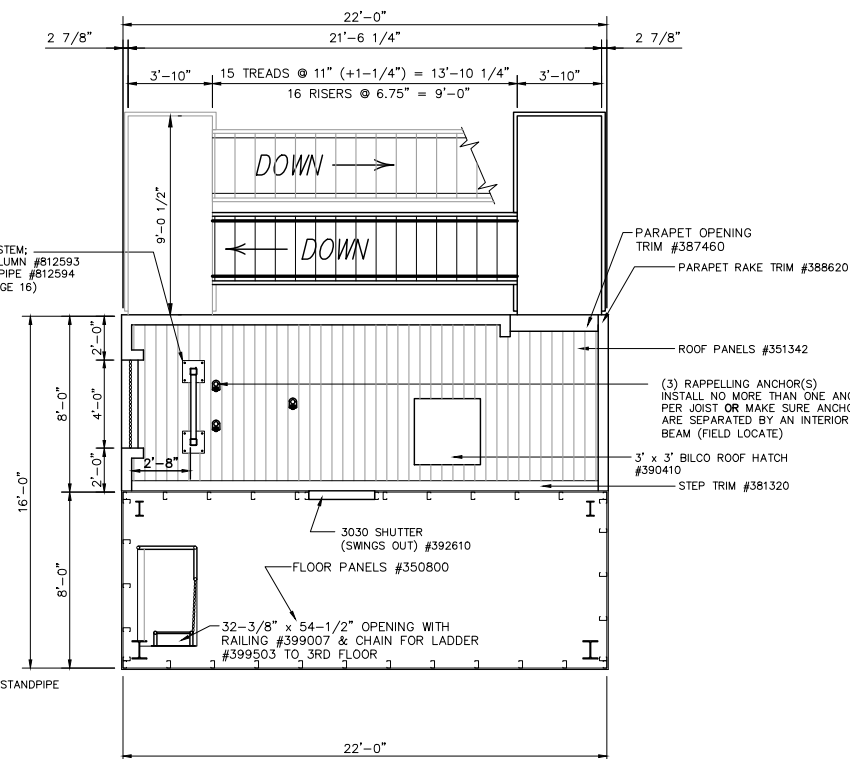 22'-0"
2 7/8"
21'-6 1/4"
2 7/8"
3'-10"
15 TREADS @ 11" (+1-1/4") = 13'-10 1/4"
3'-10"
16 RISERS @ 6.75" = 9'-0"
DOWN
9'-0 1/2"
DOWN
STEM;
LUMN #812593
PIPE #812594
GE 16)
PARAPET OPENING
TRIM #387460
PARAPET RAKE TRIM #388620
2'-0"
ROOF PANELS #351342
8'-0"
4'-0"
(3) RAPPELLING ANCHOR(S)
INSTALL NO MORE THAN ONE ANC
PER JOIST OR MAKE SURE ANCHO
ARE SEPARATED BY AN INTERIOR
BEAM (FIELD LOCATE)
2'-0"
2'-8"
3' x 3' BILCO ROOF HATCH
#390410
STEP TRIM #381320
16'-0"
3030 SHUTTER
(SWINGS OUT) #392610
8'-0"
FLOOR PANELS #350800
32-3/8" x 54-1/2" OPENING WITH
RAILING #399007 & CHAIN FOR LADDER
#399503 TO 3RD FLOOR
STANDPIPE
22'-0"